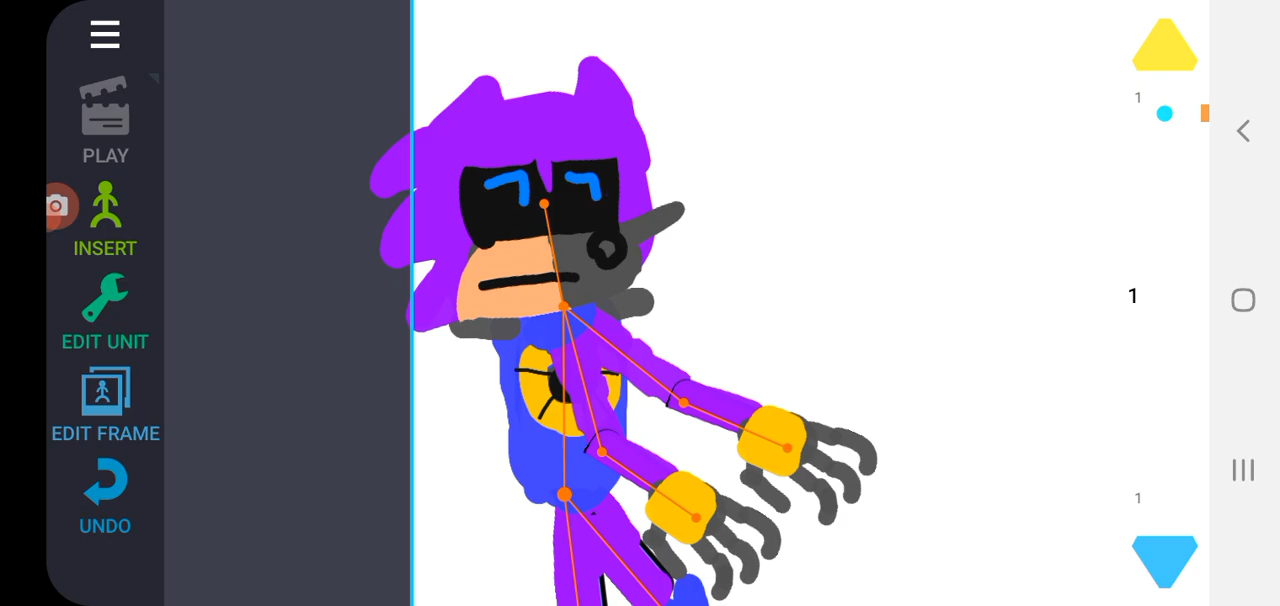 PLAY
INSERT
EDIT UNIT
EDIT FRAME
UNDO
1
1
1